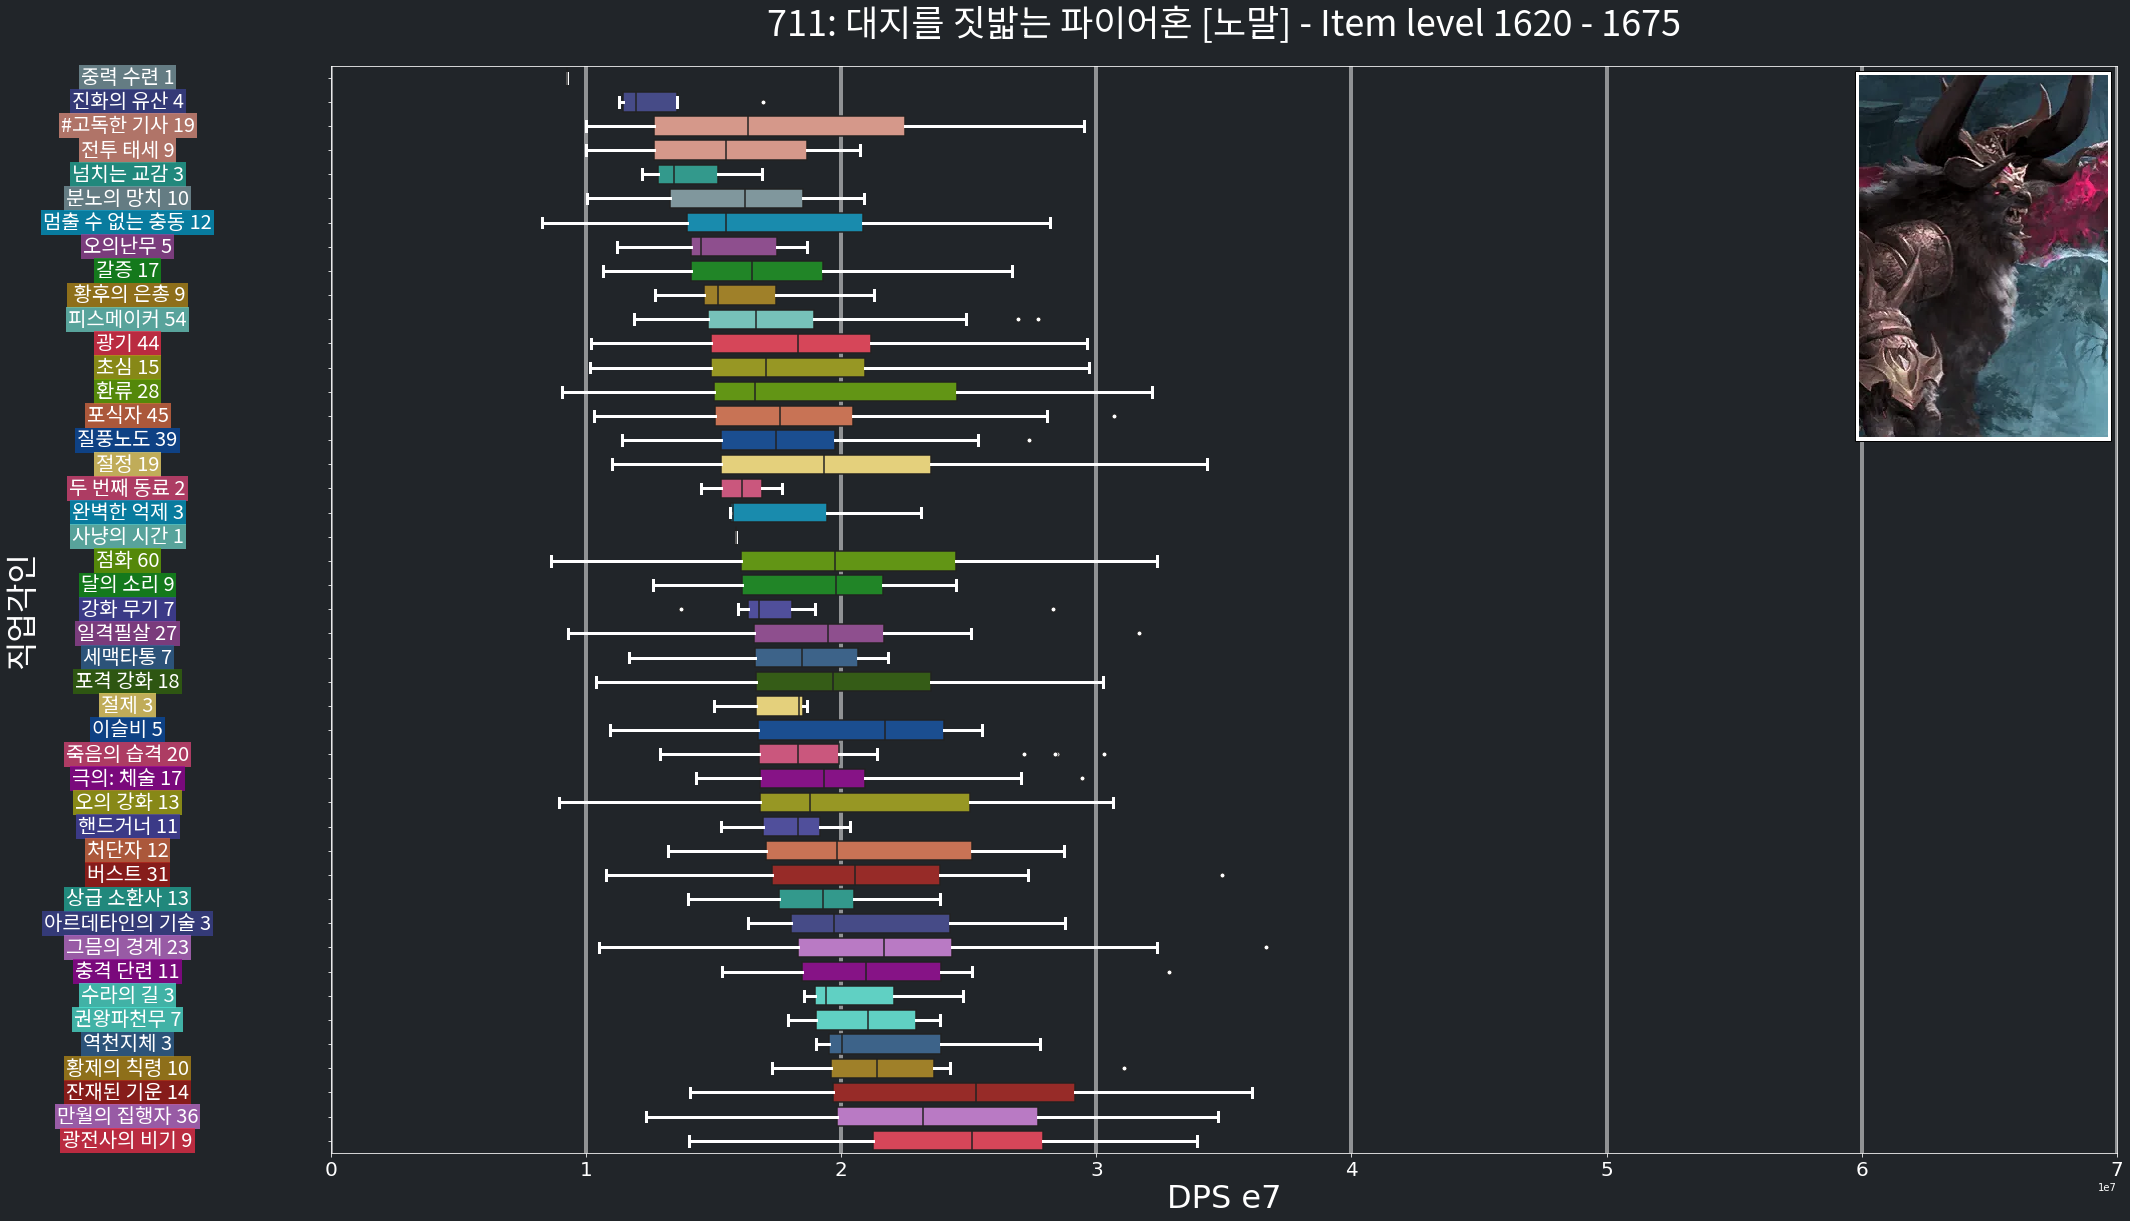 711: 대지를 짓밟는 파이어혼 [노말] - Item level 1620 - 1675
중력 수련 1
진화의 유산 4
#고독한 기사 19
전투 태세 9
넘치는 교감 3
분노의 망치 10
멈출 수 없는 충동 12
오의난무 5
갈증 17
황후의 은총 9
피스메이커 54
광기 44
초심 15
환류 28
포식자 45
질풍노도 39
절정 19
두 번째 동료 2
완벽한 억제 3
사냥의 시간 1
점화 60
달의 소리 9
강화 무기 7
일격필살 27
세맥타통 7
포격 강화 18
절제 3
이슬비 5
죽음의 습격 20
극의: 체술 17
오의 강화 13
핸드거너 11
처단자 12
버스트 31
상급 소환사 13
아르데타인의 기술 3
그믐의 경계 23
충격 단련 11
수라의 길 3
권왕파천무 7
역천지체 3
황제의 칙령 10
잔재된 기운 14
만월의 집행자 36
광전사의 비기 9
직업각인
0 1 2 3 4 5 6 7
1e7
DPS e7